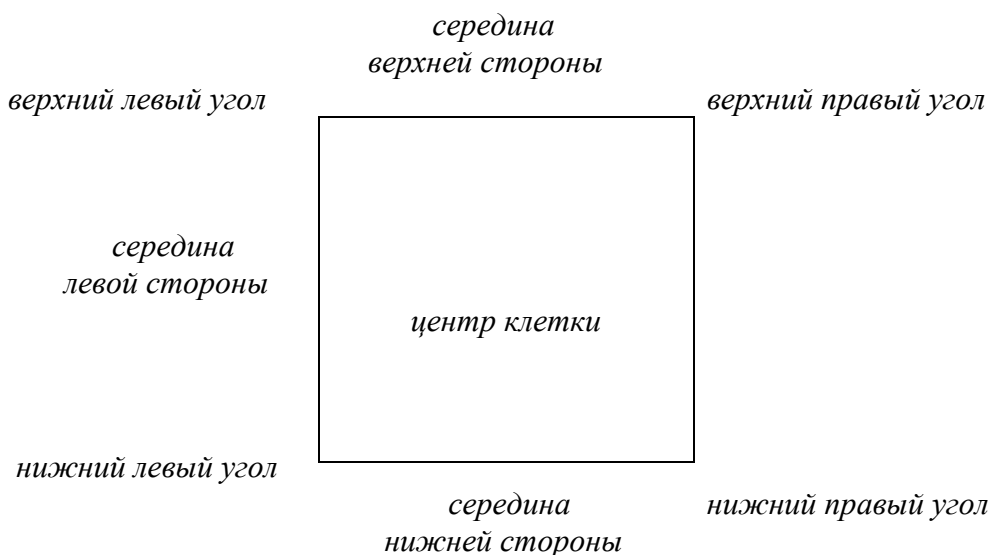 середина
верхней стороны
верхний левый угол
верхний правый угол
середина
левой стороны
центр клетки
нижний левый угол
середина
нижней стороны
нижний правый угол